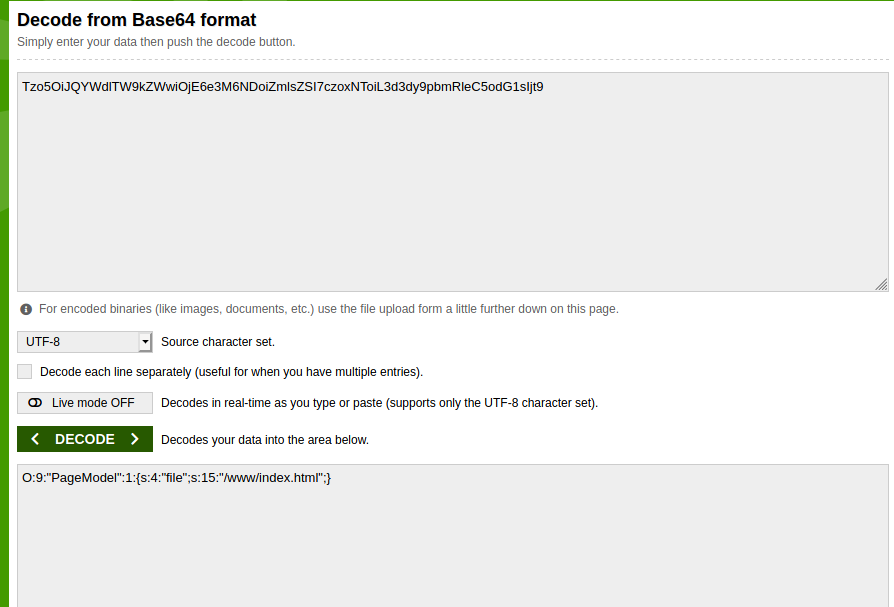 Decode from Base64 format
Simply enter your data then push the decode button.
Tzo5OiJQYWdlTW9kZWwiOjE6e3M6NDoiZmlsZSI7czoxNToiL3d3dy9pbmRleC5odG1sIjt9
For encoded binaries (like images, documents, etc.) use the file upload form a little further down on this page.
UTF-8 Source character set.
Decode each line separately (useful for when you have multiple entries).
Live mode OFF Decodes in real-time as you type or paste (supports only the UTF-8 character set).
DECODE Decodes your data into the area below.
O:9:"PageModel":1:{s:4:"file";s:15:"/www/index.html";}